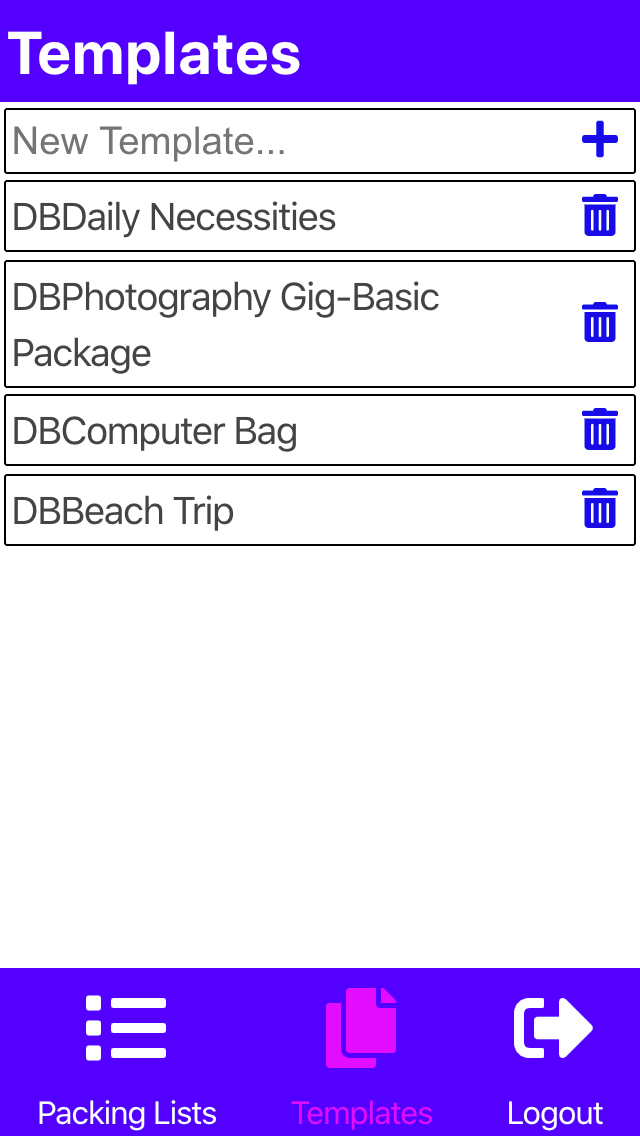 Templates
New Template...
DBDaily Necessities
DBPhotography Gig-Basic
Package
DBComputer Bag
DBBeach Trip
Packing Lists
Templates
Logout